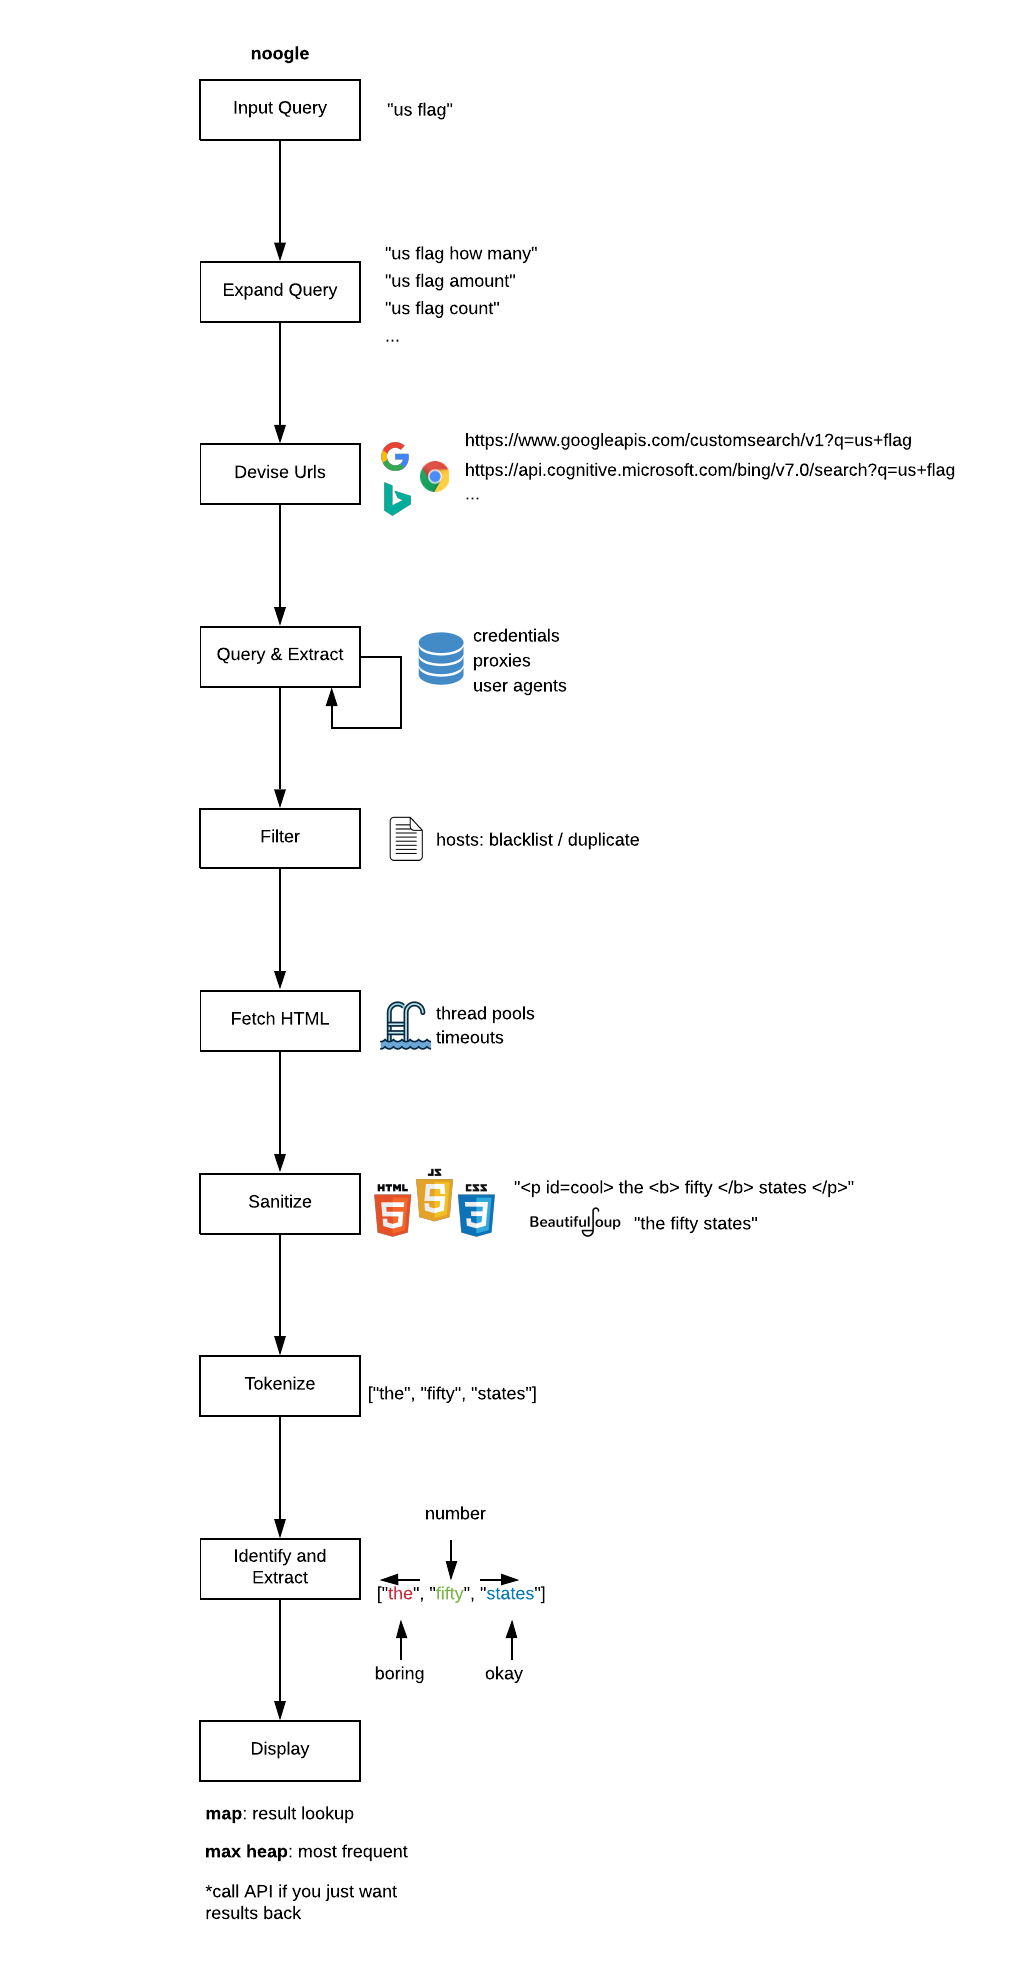 noogle
Input Query
"us flag"
Expand Query
"us flag how many"
"us flag amount"
"us flag count"
...
Devise Urls
https://www.googleapis.com/customsearch/v1?q=us+flag
https://api.cognitive.microsoft.com/bing/v7.0/search?q=us+flag
...
Query & Extract
credentials
proxies
user agents
Filter
hosts: blacklist / duplicate
Fetch HTML
thread pools
timeouts
Sanitize
HTML
5
JS
5
CSS
3
"<p id=cool> the <b> fifty </b> states </p>"
BeautifulSoup
"the fifty states"
Tokenize
["the", "fifty", "states"]
Identify and
Extract
number
["the", "fifty", "states"]
boring
okay
Display
map: result lookup
max heap: most frequent
*call API if you just want
results back